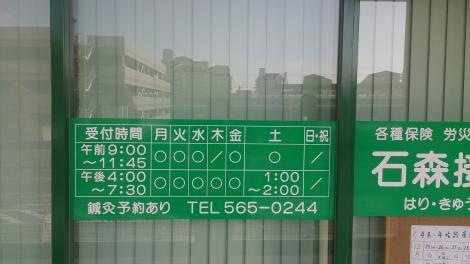 受付時間 月 火 水 木 金 土 日・祝
午前9:00～11:45 ○ ○ ○ ／ ○ ○ ／
午後4:00～7:30 ○ ○ ○ ／ ○ 1:00～2:00 ／
鍼灸予約あり TEL 565-0244
各種保険 労災
石森接
はり・きゅう